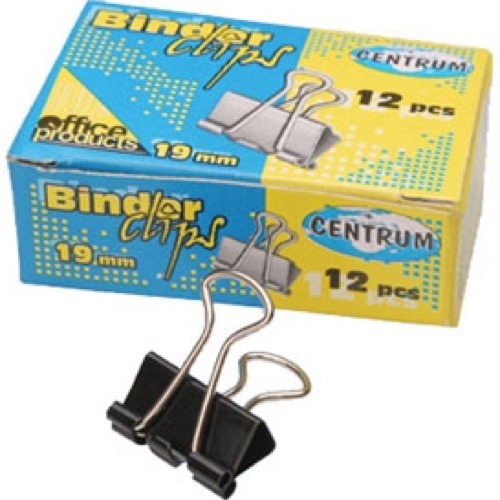 Binder
clips
CENTRUM
12 pcs
Office
products
19 mm
Binder
clips
CENTRUM
19 mm
12 pcs